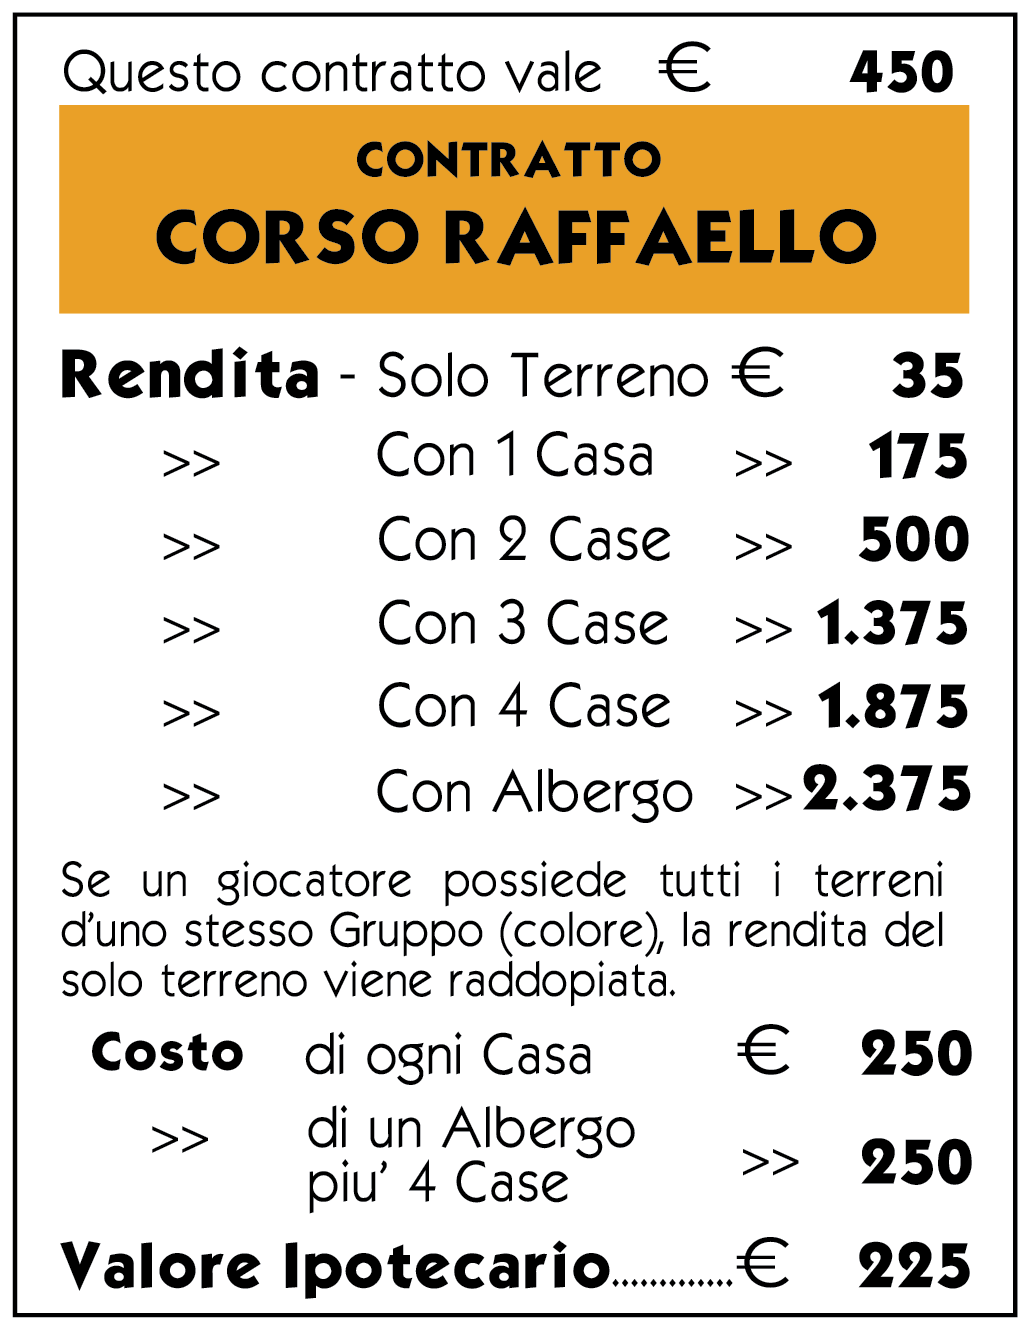 Questo contratto vale € 450
CONTRATTO
CORSO RAFFAELLO
Rendita - Solo Terreno € 35
>> Con 1 Casa >> 175
>> Con 2 Case >> 500
>> Con 3 Case >> 1.375
>> Con 4 Case >> 1.875
>> Con Albergo >> 2.375
Se un giocatore possiede tutti i terreni
d'uno stesso Gruppo (colore), la rendita del
solo terreno viene raddopiata.
Costo di ogni Casa € 250
>> di un Albergo
piu' 4 Case >> 250
Valore Ipotecario.............€ 225